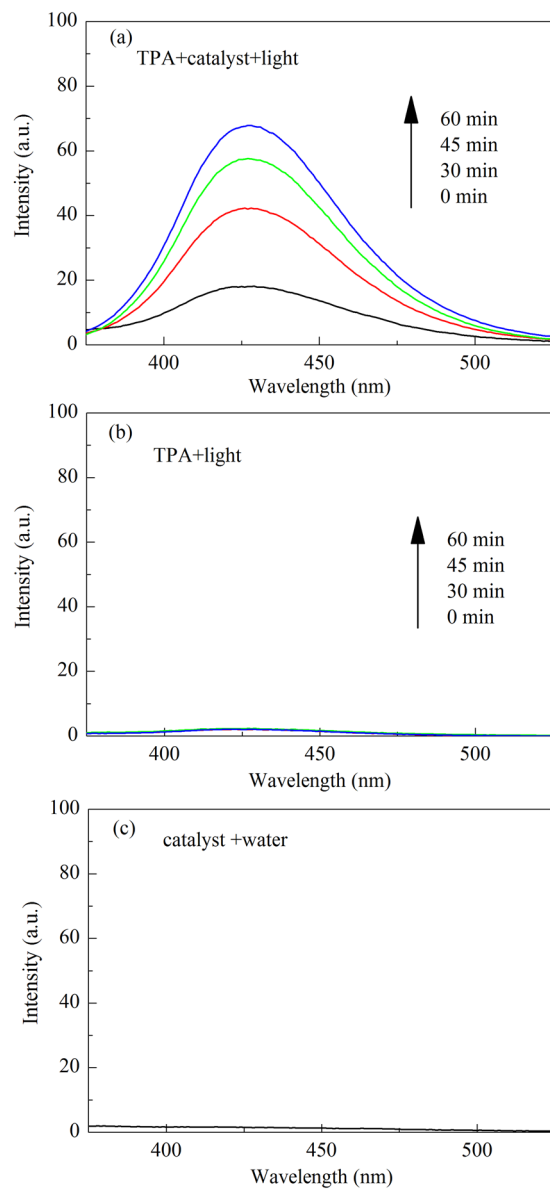 (a)
TPA+catalyst+light
60 min
45 min
30 min
0 min
100
80
60
40
20
0
400
450
500
Intensity (a.u.)
Wavelength (nm)
(b)
TPA+light
60 min
45 min
30 min
0 min
100
80
60
40
20
0
400
450
500
Intensity (a.u.)
Wavelength (nm)
(c)
catalyst +water
100
80
60
40
20
0
400
450
500
Intensity (a.u.)
Wavelength (nm)